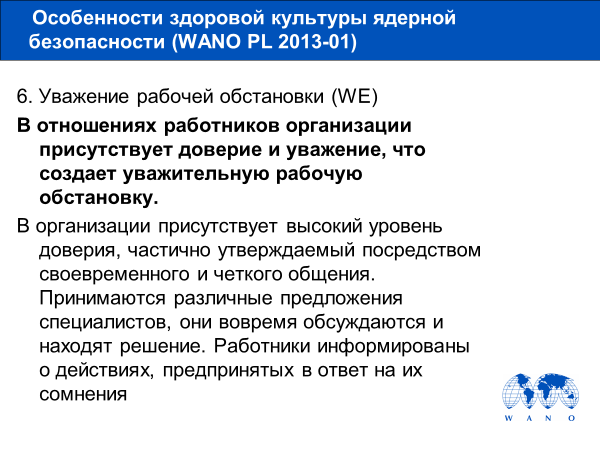 Особенности здоровой культуры ядерной
безопасности (WANO PL 2013-01)
6. Уважение рабочей обстановки (WE)
В отношениях работников организации
присутствует доверие и уважение, что
создает уважительную рабочую
обстановку.
В организации присутствует высокий уровень
доверия, частично утверждаемый посредством
своевременного и четкого общения.
Принимаются различные предложения
специалистов, они вовремя обсуждаются и
находят решение. Работники информированы
о действиях, предпринятых в ответ на их
сомнения
W A N O